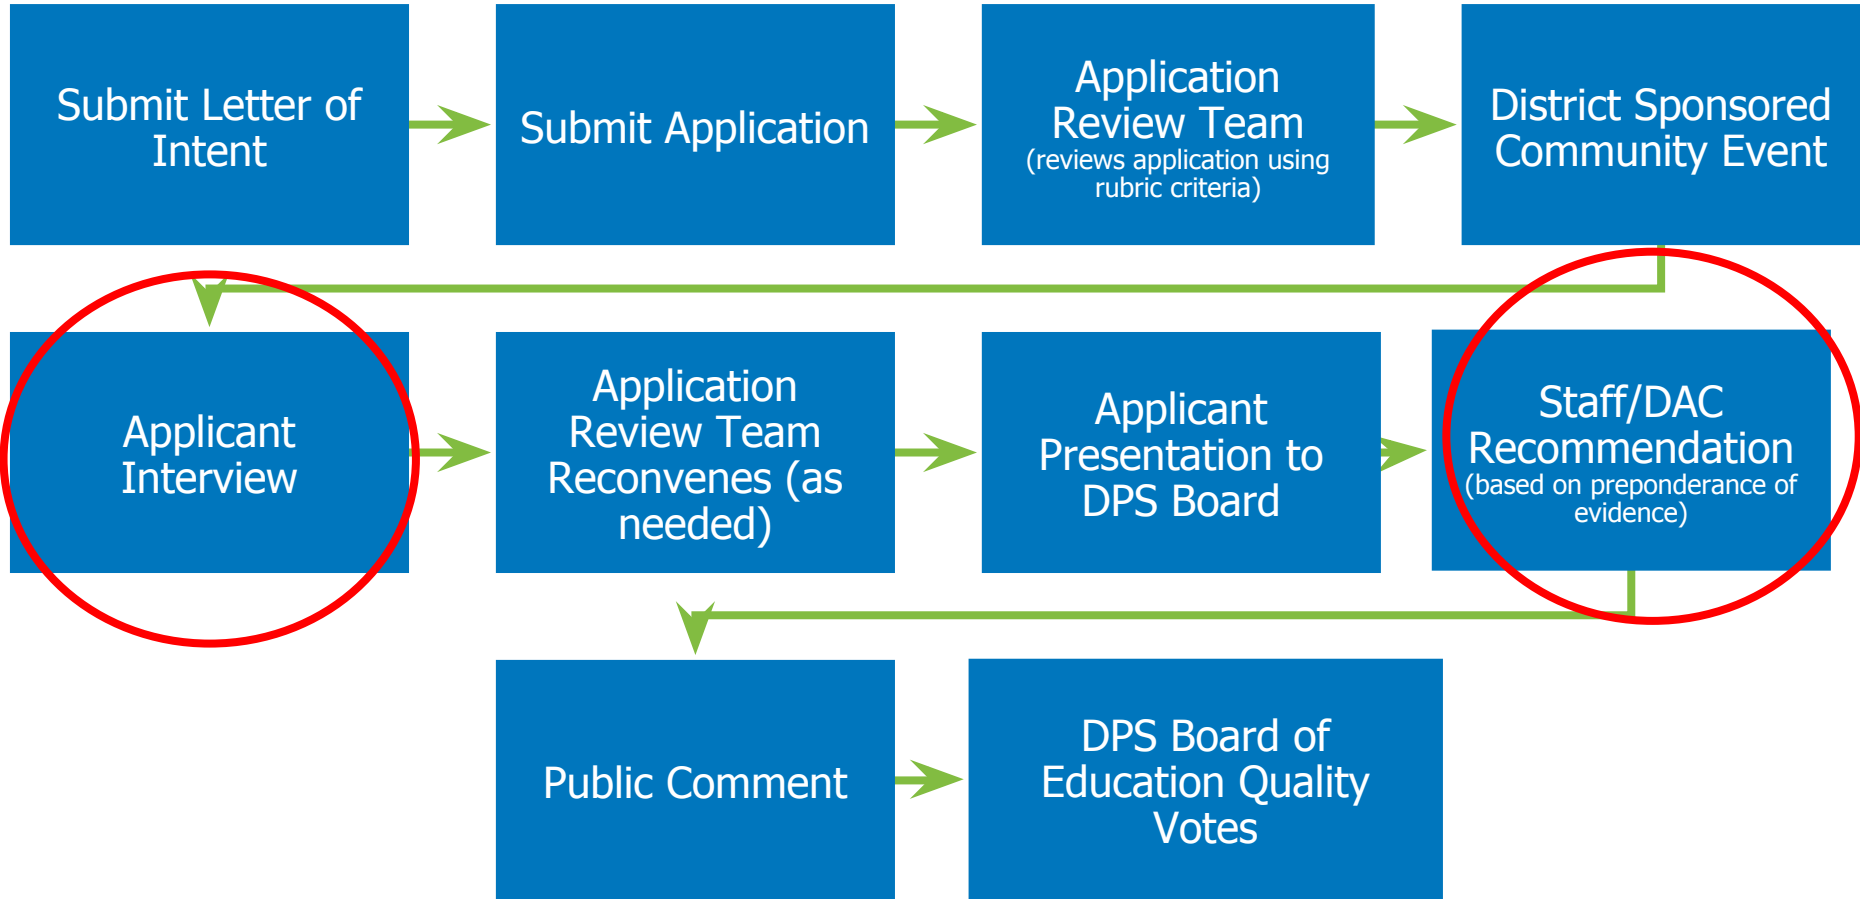 Submit Letter of
Intent
Submit Application
Application
Review Team
(reviews application using
rubric criteria)
District Sponsored
Community Event
Applicant
Interview
Application
Review Team
Reconvenes (as
needed)
Applicant
Presentation to
DPS Board
Staff/DAC
Recommendation
(based on preponderance of
evidence)
Public Comment
DPS Board of
Education Quality
Votes